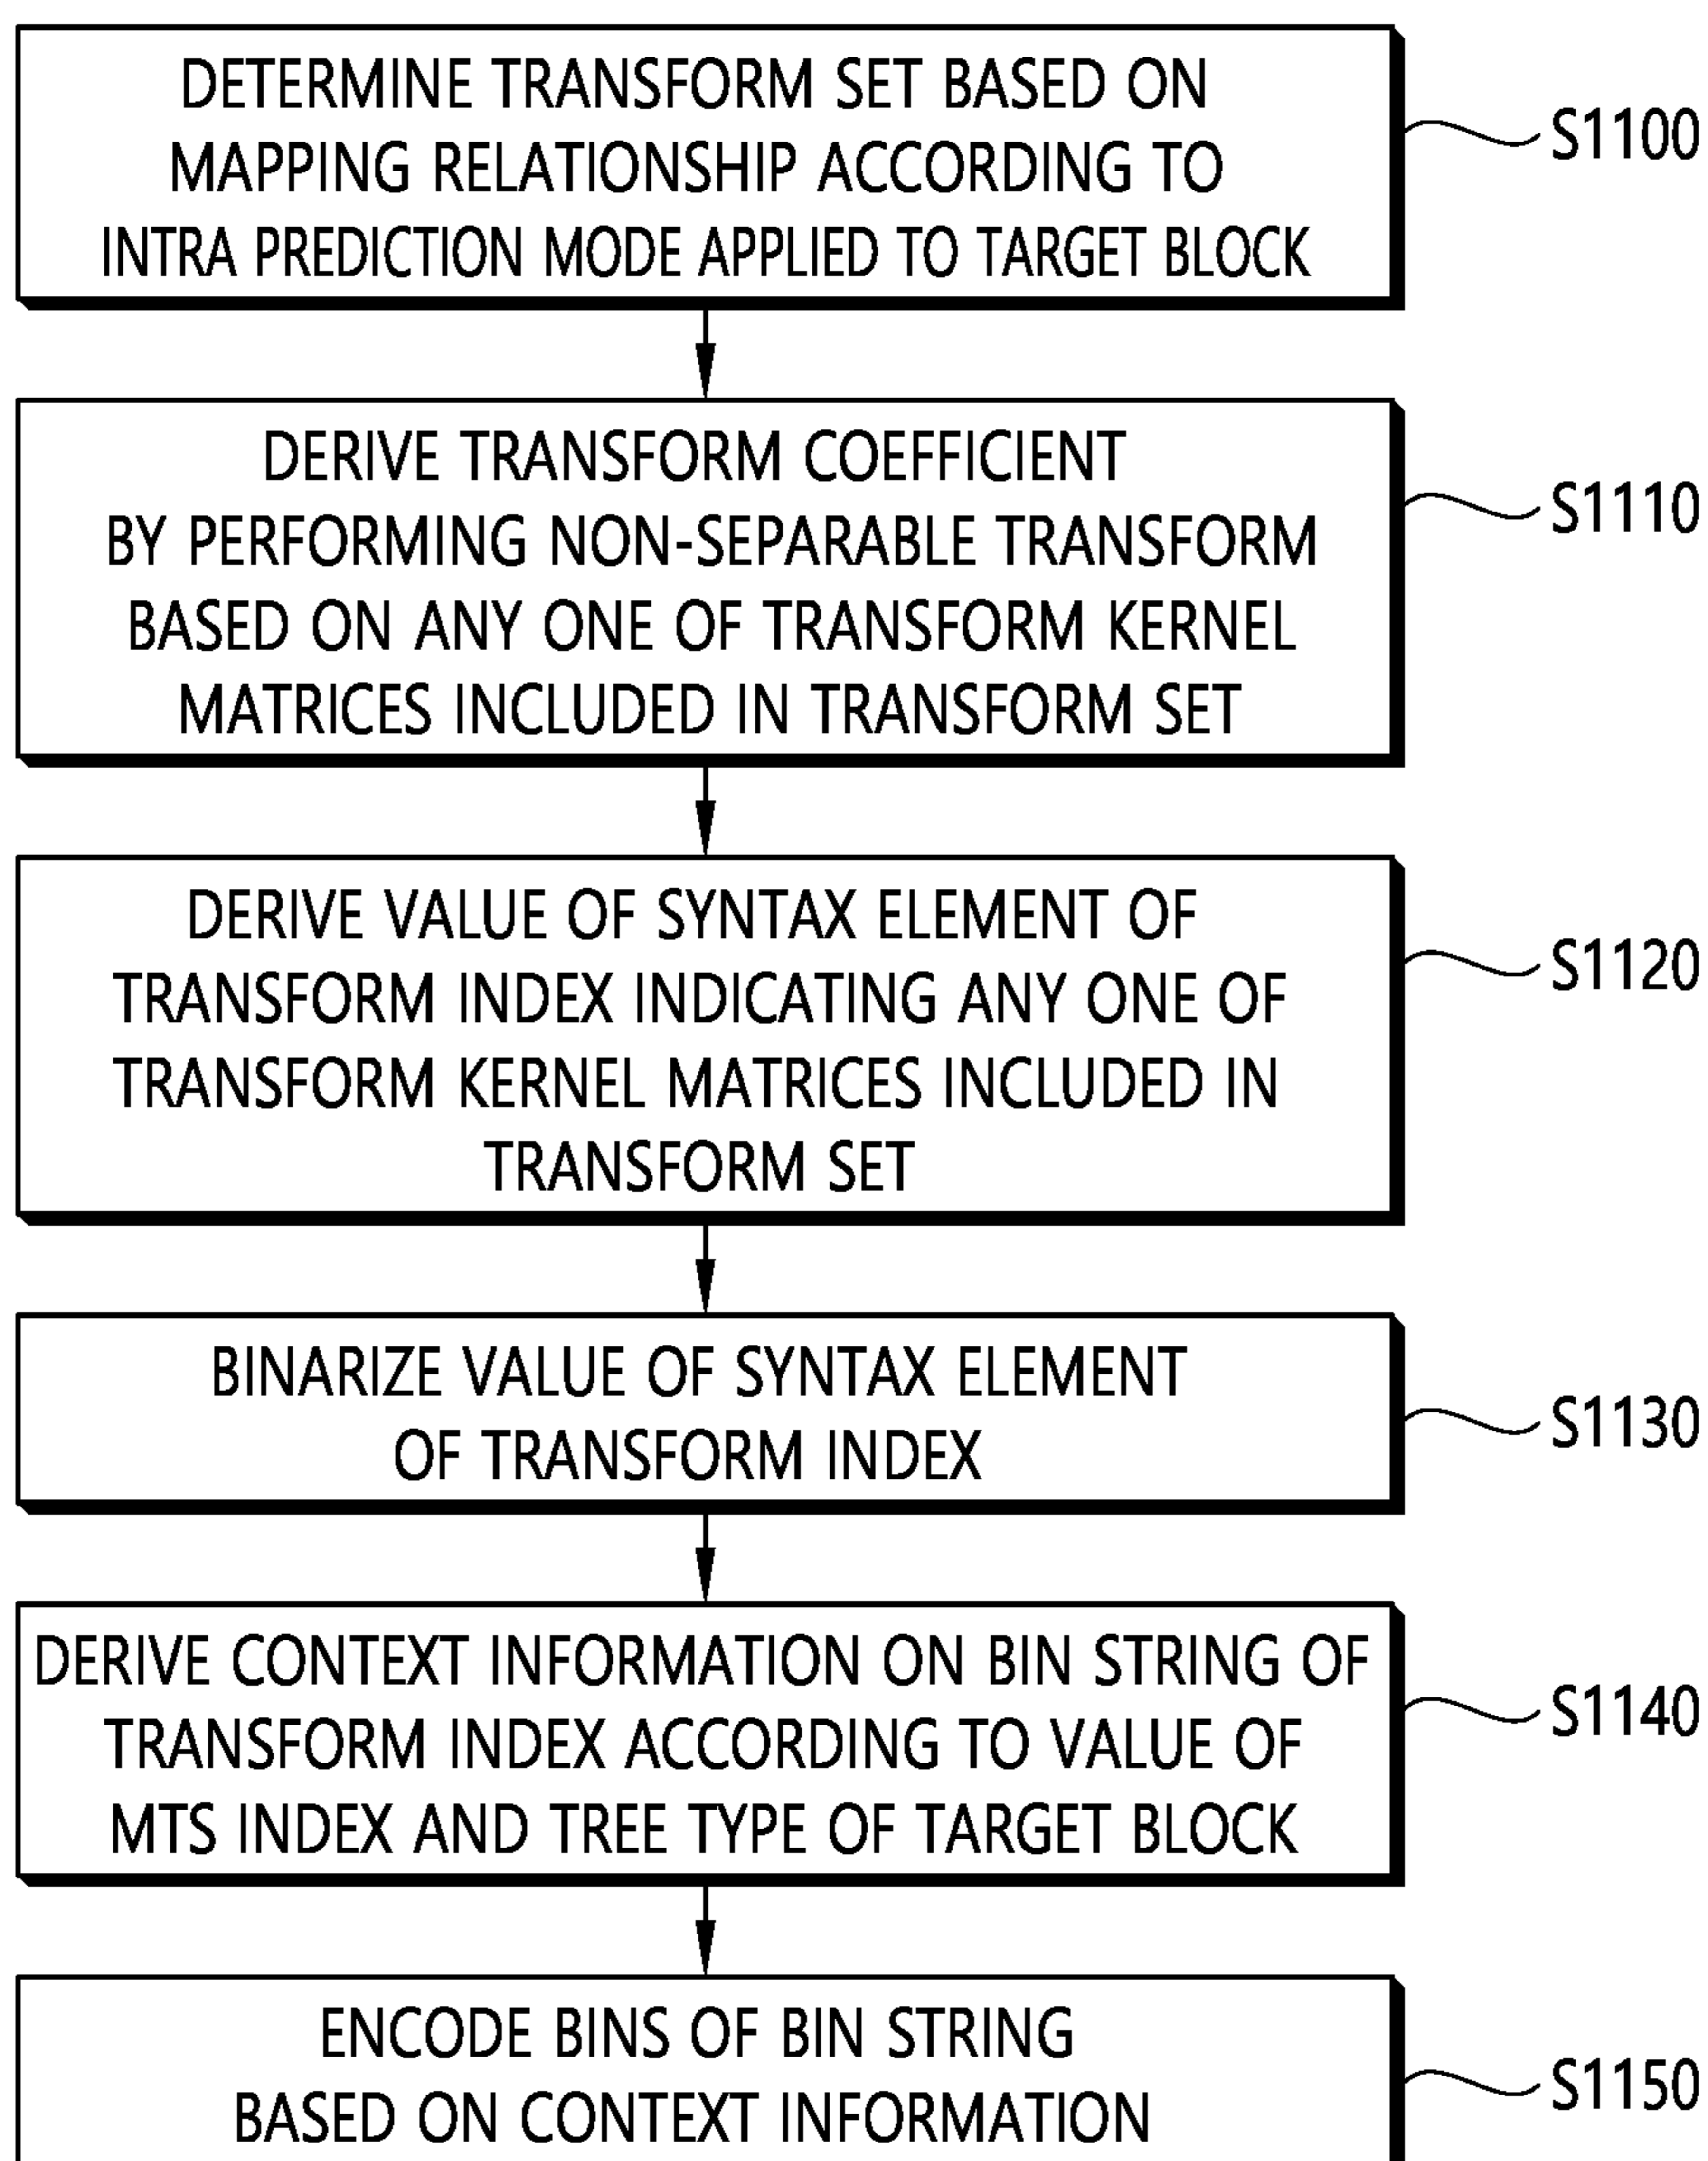 DETERMINE TRANSFORM SET BASED ON
MAPPING RELATIONSHIP ACCORDING TO
INTRA PREDICTION MODE APPLIED TO TARGET BLOCK
S1100
DERIVE TRANSFORM COEFFICIENT
BY PERFORMING NON-SEPARABLE TRANSFORM
BASED ON ANY ONE OF TRANSFORM KERNEL
MATRICES INCLUDED IN TRANSFORM SET
S1110
DERIVE VALUE OF SYNTAX ELEMENT OF
TRANSFORM INDEX INDICATING ANY ONE OF
TRANSFORM KERNEL MATRICES INCLUDED IN
TRANSFORM SET
S1120
BINARIZE VALUE OF SYNTAX ELEMENT
OF TRANSFORM INDEX
S1130
DERIVE CONTEXT INFORMATION ON BIN STRING OF
TRANSFORM INDEX ACCORDING TO VALUE OF
MTS INDEX AND TREE TYPE OF TARGET BLOCK
S1140
ENCODE BINS OF BIN STRING
BASED ON CONTEXT INFORMATION
S1150